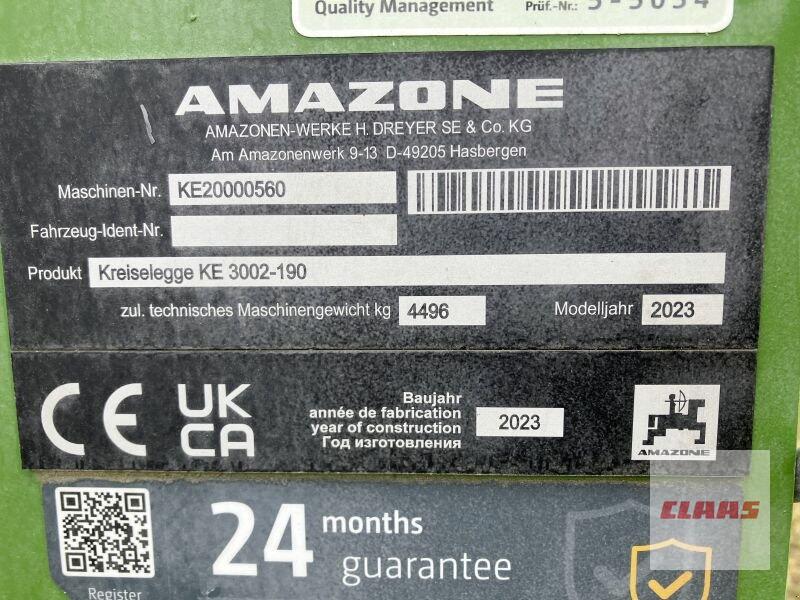 Quality Management Prüf.-Nr.:
AMAZONE
AMAZONEN-WERKE H. DREYER SE & Co. KG
Am Amazonenwerk 9-13 D-49205 Hasbergen
Maschinen-Nr. KE20000560
Fahrzeug-Ident-Nr.
Produkt Kreiselegge KE 3002-190
zul. technisches Maschinengewicht kg 4496 Modelljahr 2023
CE UK
CA
Baujahr
année de fabrication
year of construction 2023
Год изготовления
AMAZONE
CLAAS
24 months
guarantee
Register